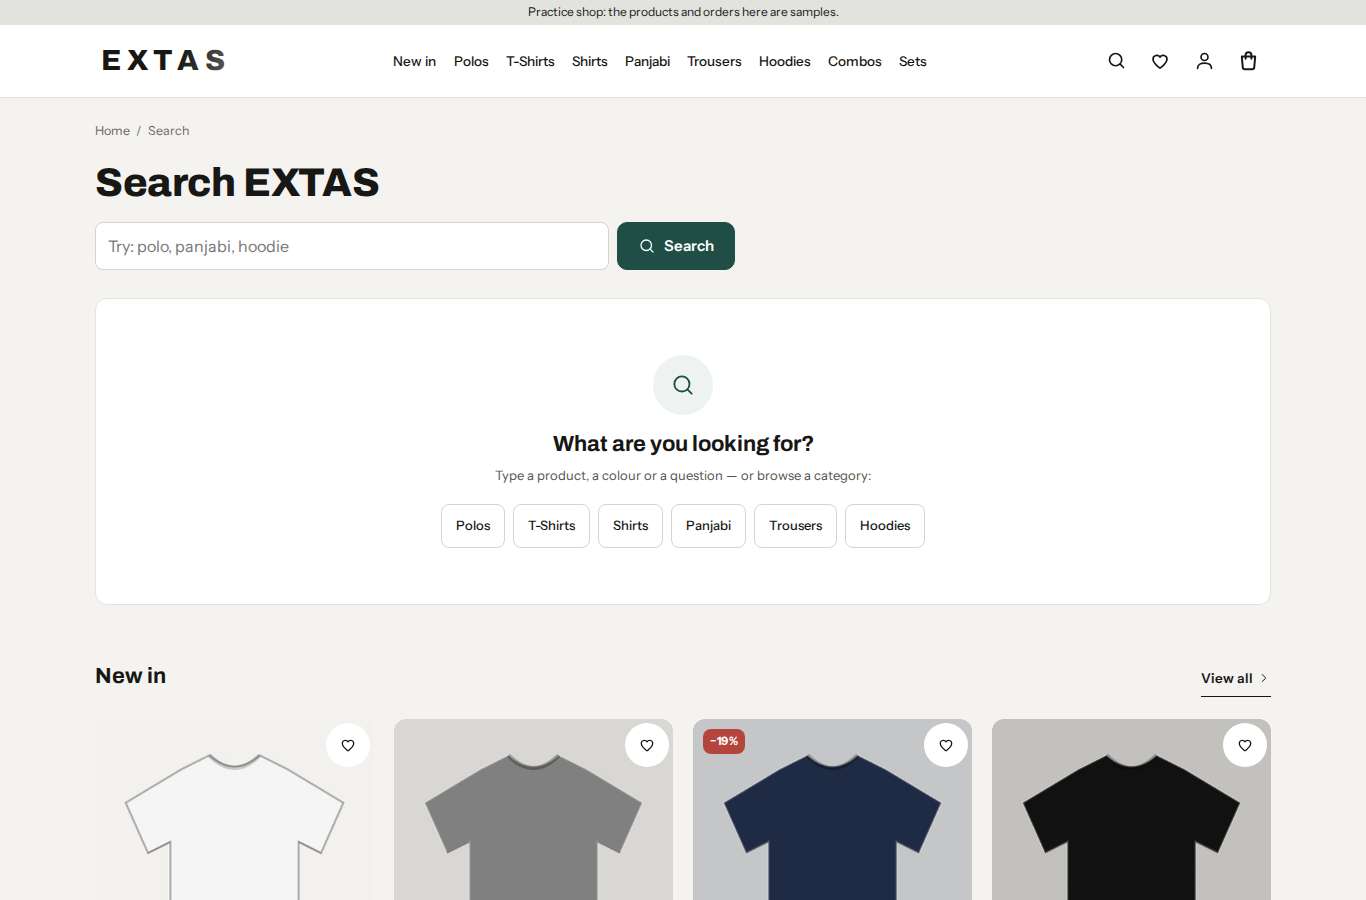 Practice shop: the products and orders here are samples.
EXTAS
New in Polos T-Shirts Shirts Panjabi Trousers Hoodies Combos Sets
Home / Search
Search EXTAS
Try: polo, panjabi, hoodie
Search
What are you looking for?
Type a product, a colour or a question — or browse a category:
Polos T-Shirts Shirts Panjabi Trousers Hoodies
New in
View all
−19%